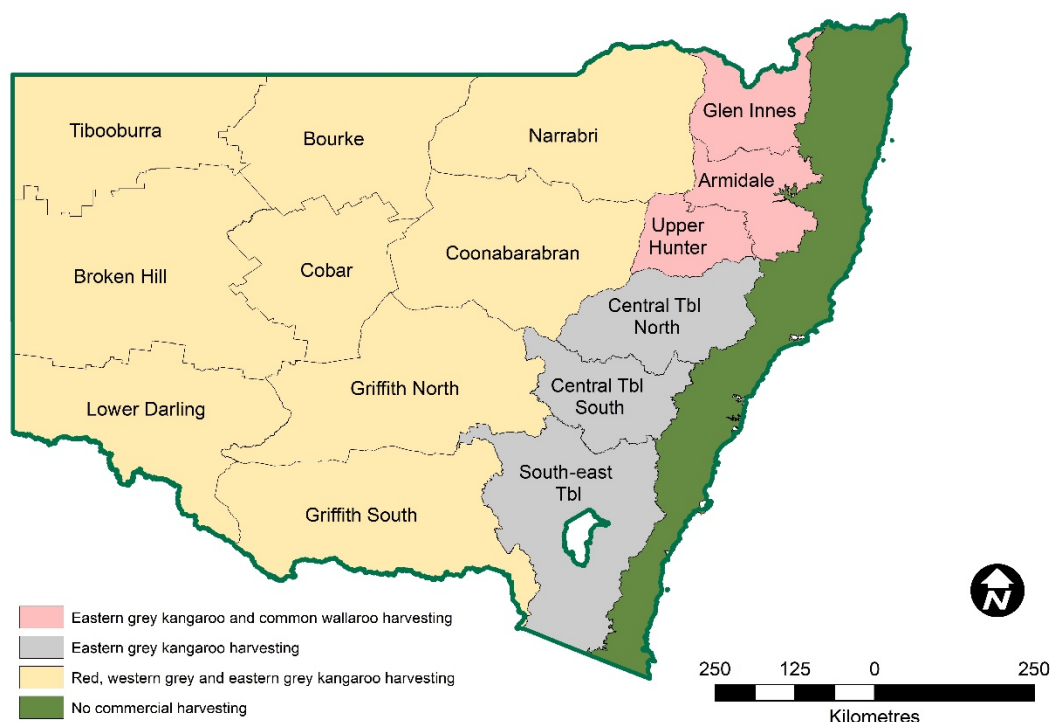 Glen Innes
Tibooburra
Bourke
Narrabri
Armidale
Upper
Hunter
Coonabarabran
Broken Hill
Cobar
Central Tbl
North
Griffith North
Central Tbl
South
Lower Darling
South-east
Tbl
Griffith South
N
Eastern grey kangaroo and common wallaroo harvesting
Eastern grey kangaroo harvesting
Red, western grey and eastern grey kangaroo harvesting
No commercial harvesting
250 125 0 250
Kilometres